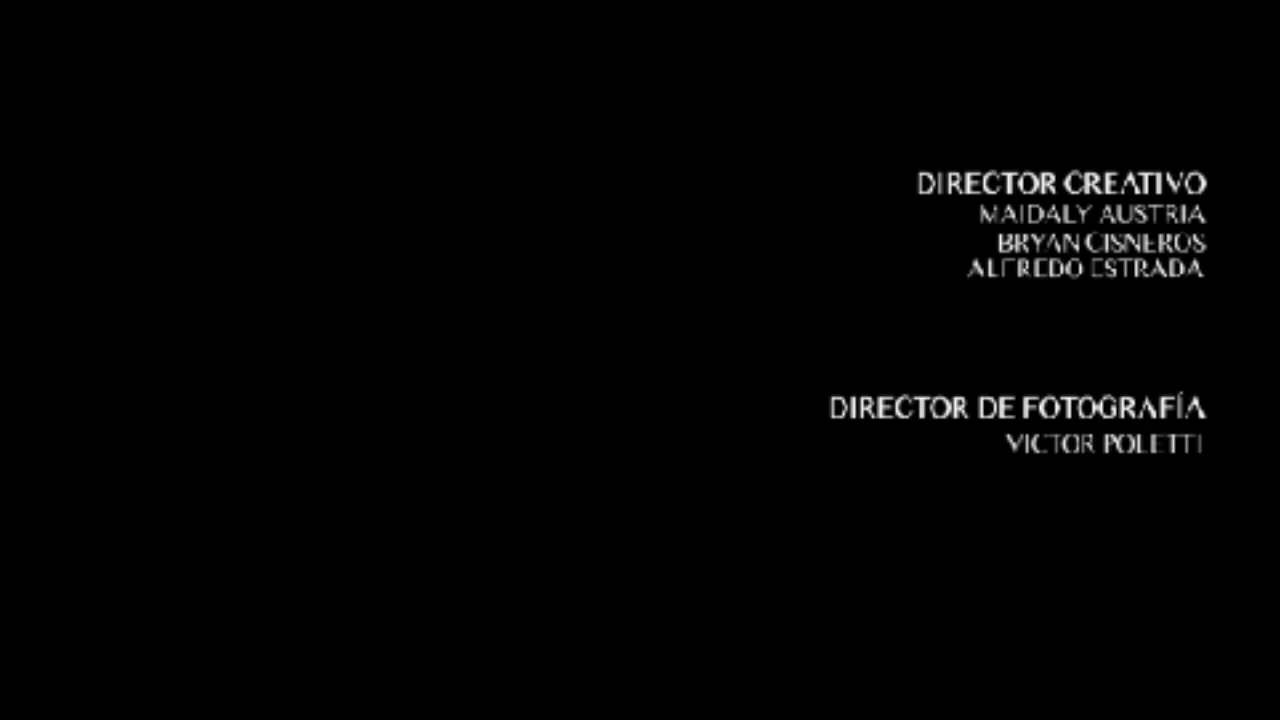 DIRECTOR CREATIVO
MAIDALY AUSTRIA
BRYAN CISNEROS
ALFREDO ESTRADA
DIRECTOR DE FOTOGRAFÍA
VICTOR POLETTI